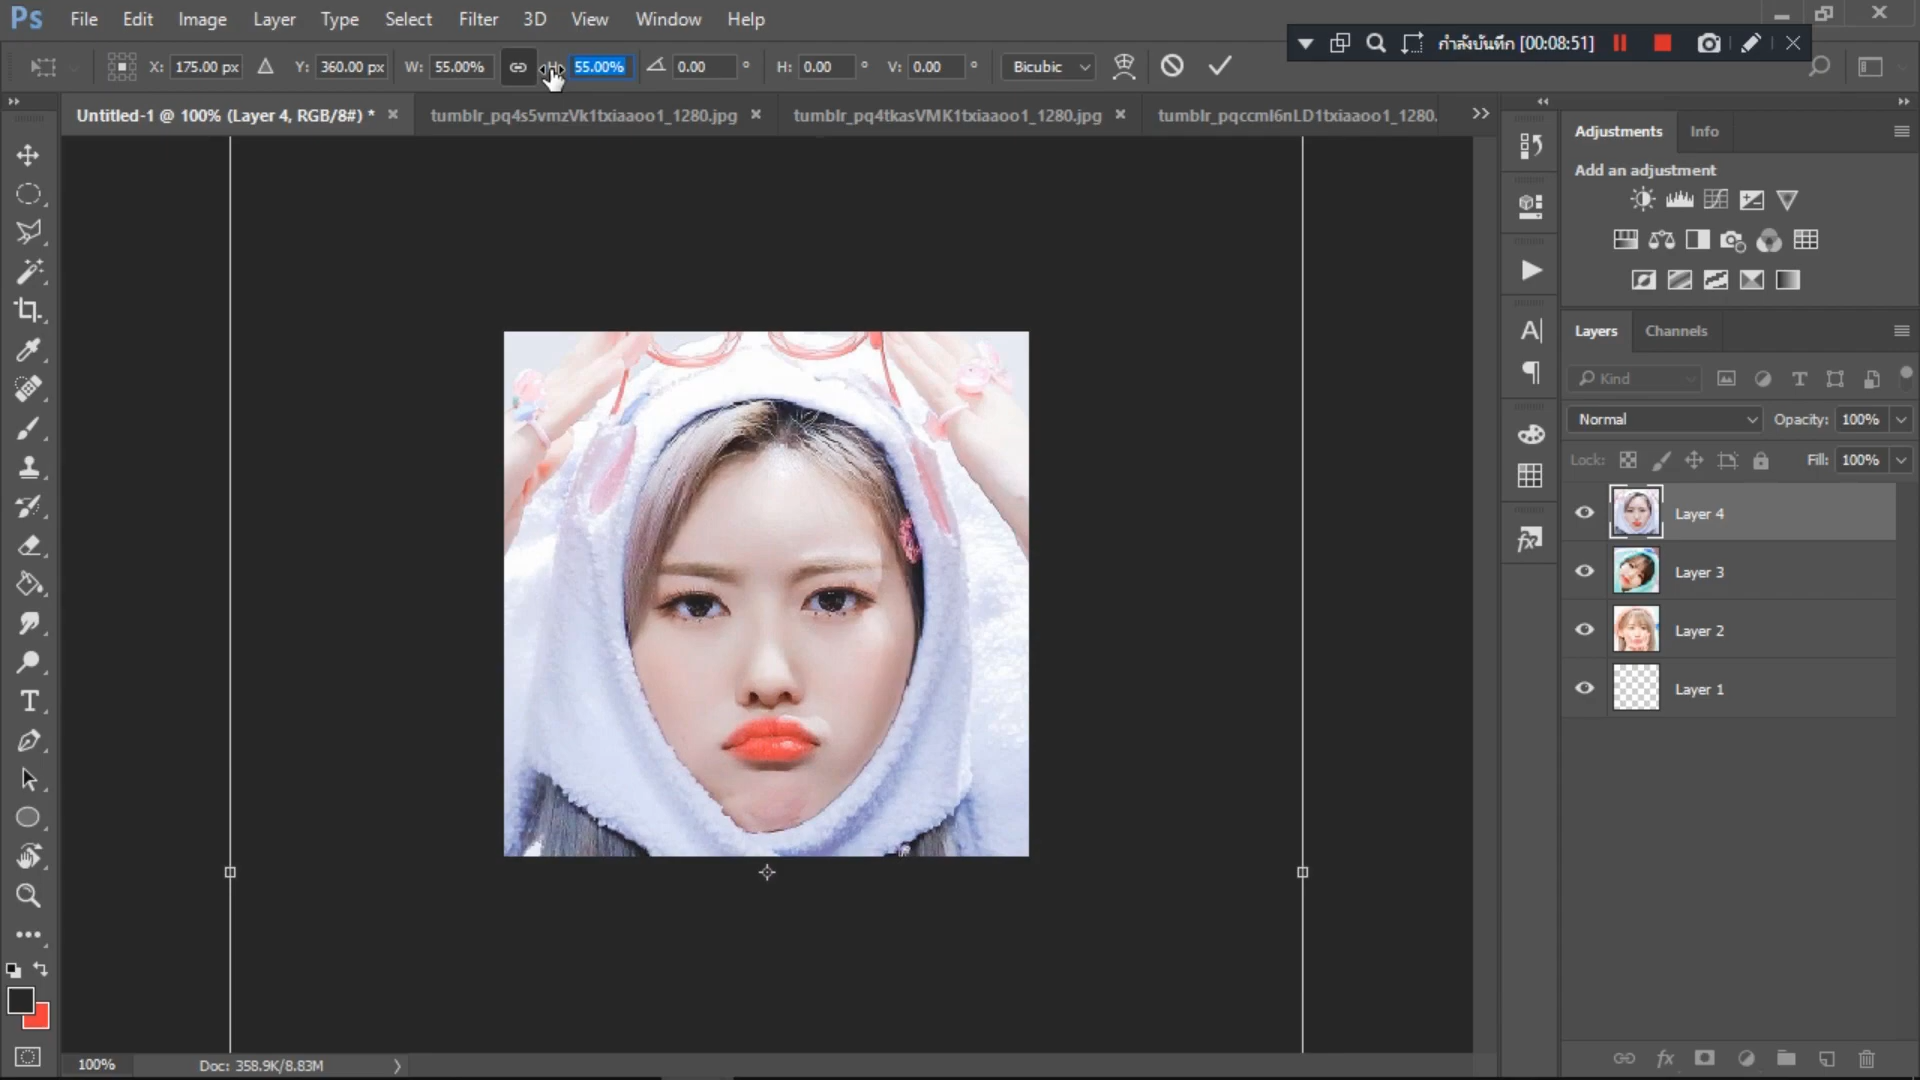 Ps File Edit Image Layer Type Select Filter 3D View Window Help
กำลังบันทึก [00:08:51]
X: 175.00 px Y: 360.00 px W: 55.00% H: 55.00% 0.00 ° H: 0.00 ° V: 0.00 ° Bicubic
Untitled-1 @ 100% (Layer 4, RGB/8#) * × tumblr_pq4s5vmzVk1txiaaoo1_1280.jpg × tumblr_pq4tkasVMK1txiaaoo1_1280.jpg × tumblr_pqccml6nLD1txiaaoo1_1280.
Adjustments Info
Add an adjustment
Layers Channels
Kind
Normal Opacity: 100%
Lock: Fill: 100%
Layer 4
Layer 3
Layer 2
Layer 1
100% Doc: 358.9K/8.83M